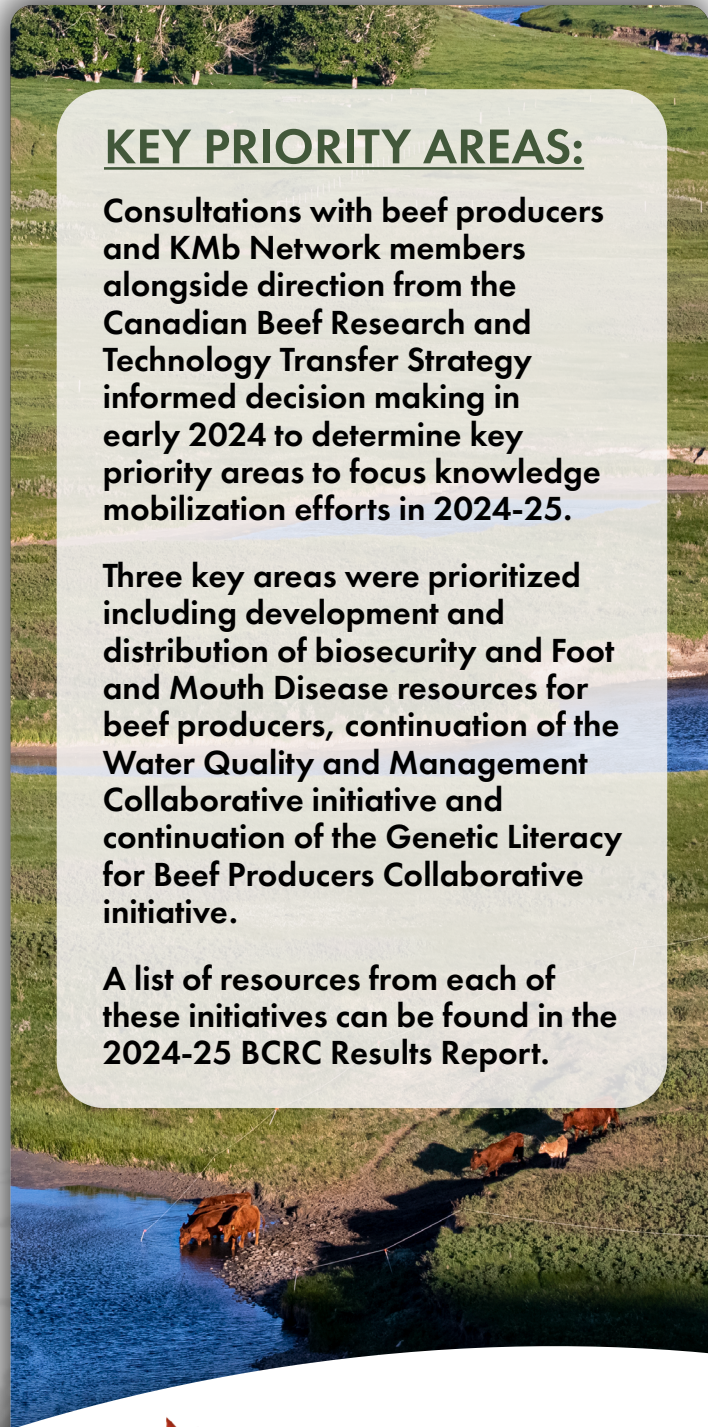 KEY PRIORITY AREAS:
Consultations with beef producers
and KMb Network members
alongside direction from the
Canadian Beef Research and
Technology Transfer Strategy
informed decision making in
early 2024 to determine key
priority areas to focus knowledge
mobilization efforts in 2024-25.
Three key areas were prioritized
including development and
distribution of biosecurity and Foot
and Mouth Disease resources for
beef producers, continuation of the
Water Quality and Management
Collaborative initiative and
continuation of the Genetic Literacy
for Beef Producers Collaborative
initiative.
A list of resources from each of
these initiatives can be found in the
2024-25 BCRC Results Report.